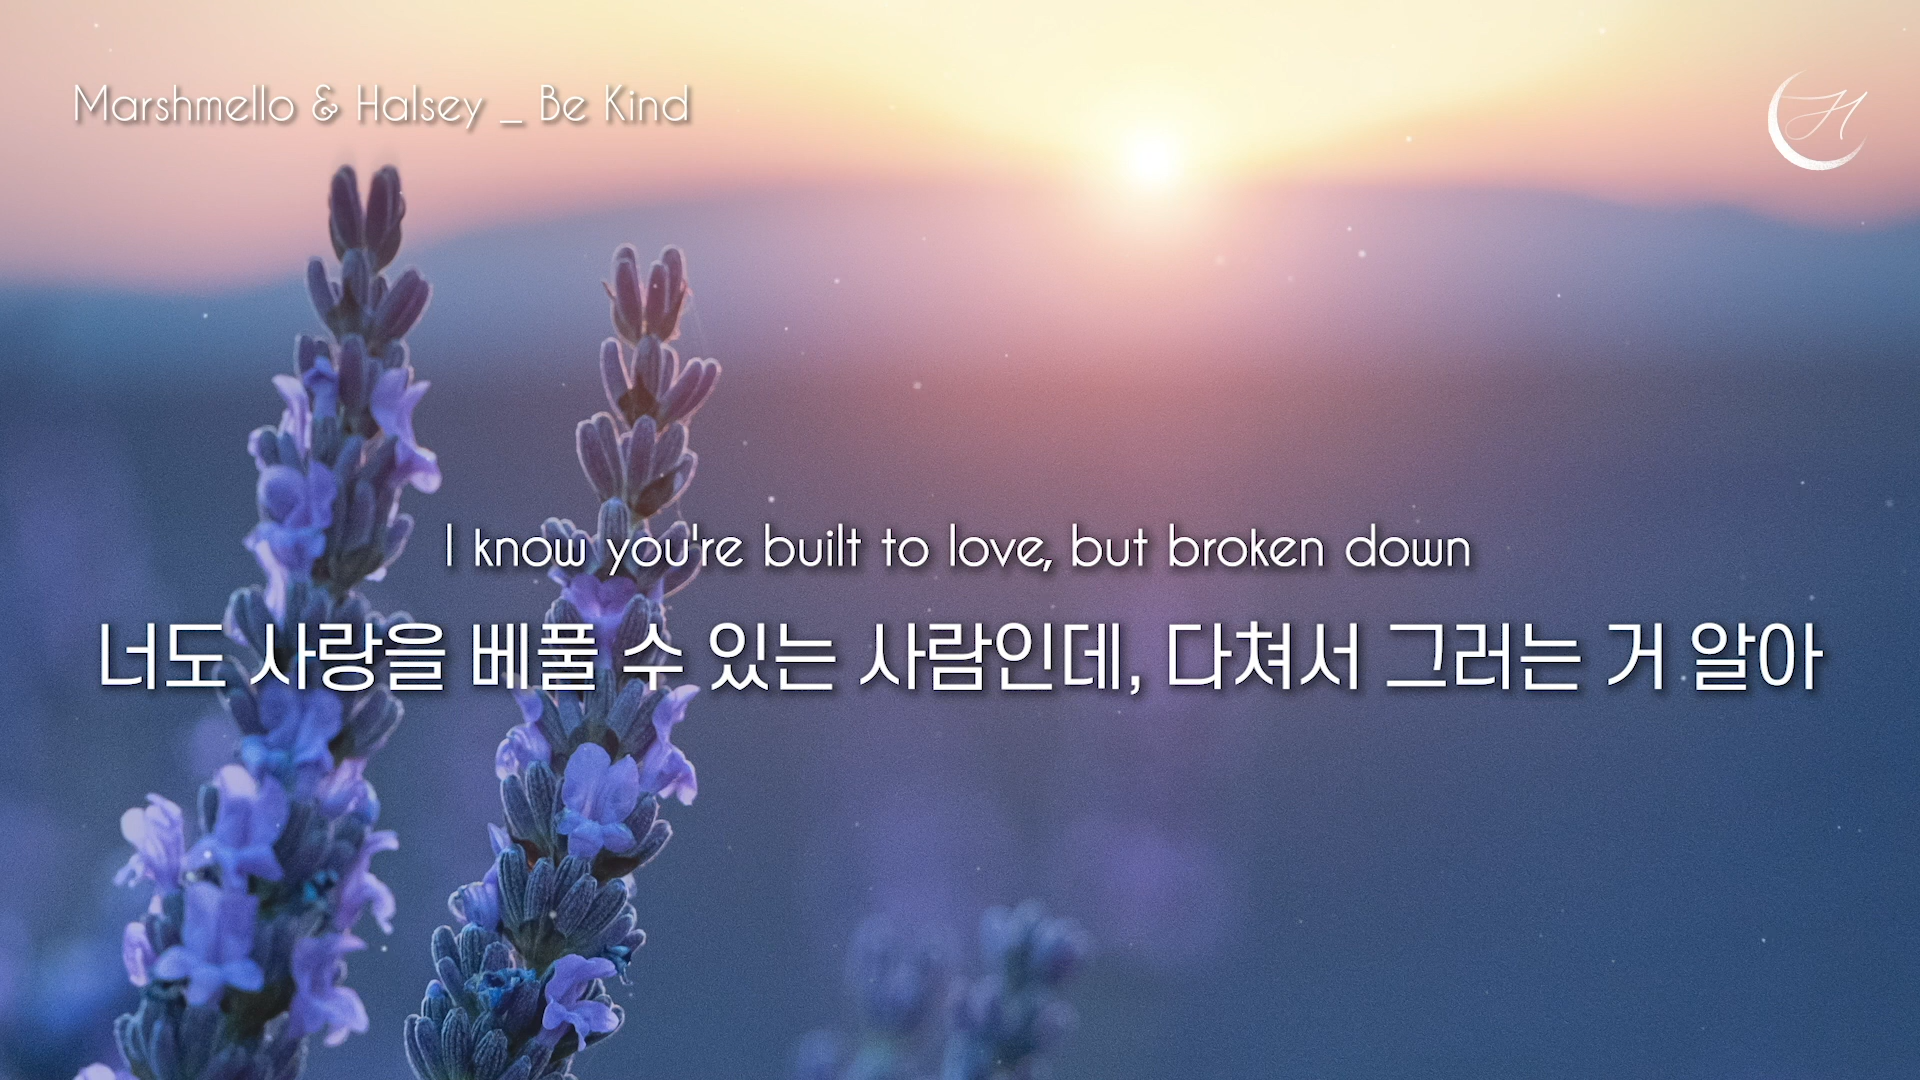 Marshmello & Halsey _ Be Kind
H
I know you're built to love, but broken down
너도 사랑을 베풀 수 있는 사람인데, 다쳐서 그러는 거 알아